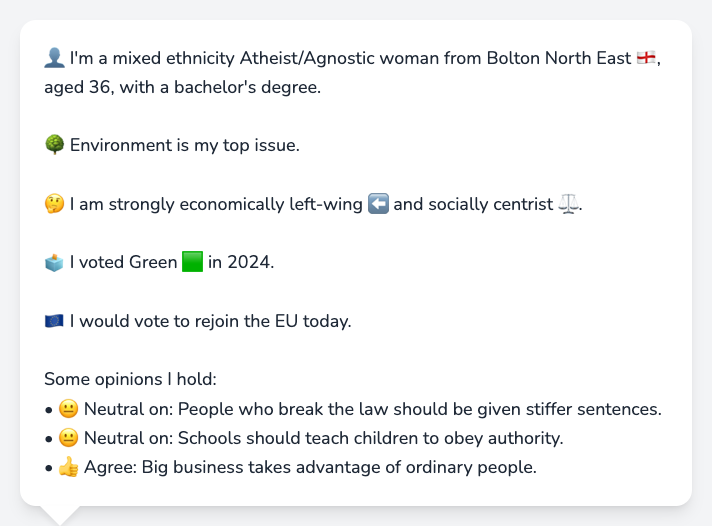 👤 I'm a mixed ethnicity Atheist/Agnostic woman from Bolton North East 🏴󠁧󠁢󠁥󠁮󠁧󠁿,
aged 36, with a bachelor's degree.
🌳 Environment is my top issue.
🤔 I am strongly economically left-wing ⬅️ and socially centrist ⚖️.
🗳️ I voted Green 🟩 in 2024.
🇪🇺 I would vote to rejoin the EU today.
Some opinions I hold:
• 😐 Neutral on: People who break the law should be given stiffer sentences.
• 😐 Neutral on: Schools should teach children to obey authority.
• 👍 Agree: Big business takes advantage of ordinary people.